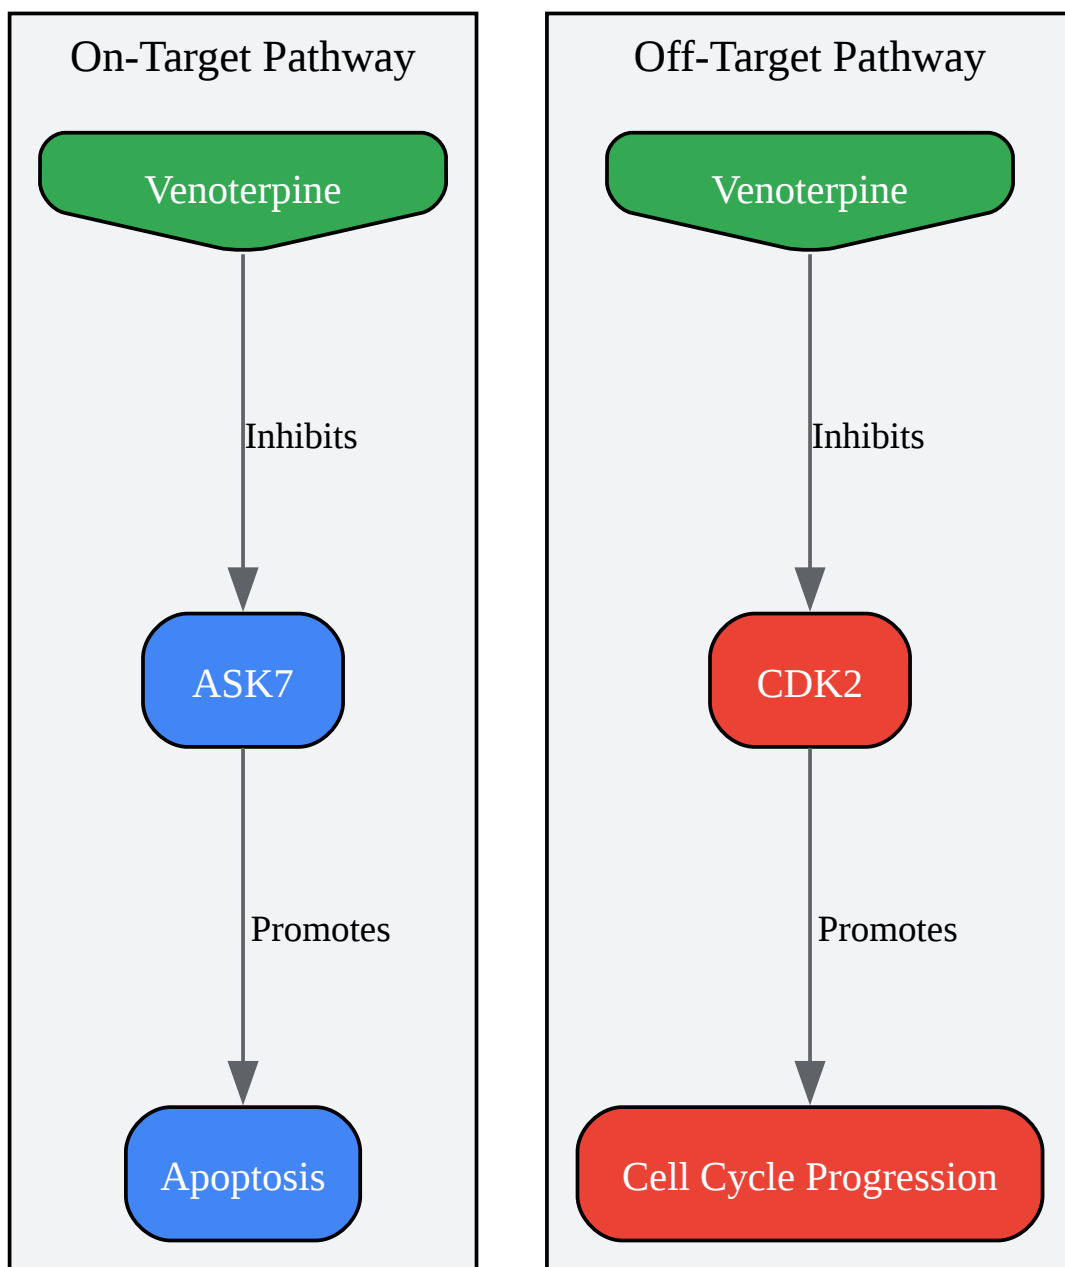 On-Target Pathway
Venoterpine
Inhibits
ASK7
Promotes
Apoptosis
Off-Target Pathway
Venoterpine
Inhibits
CDK2
Promotes
Cell Cycle Progression